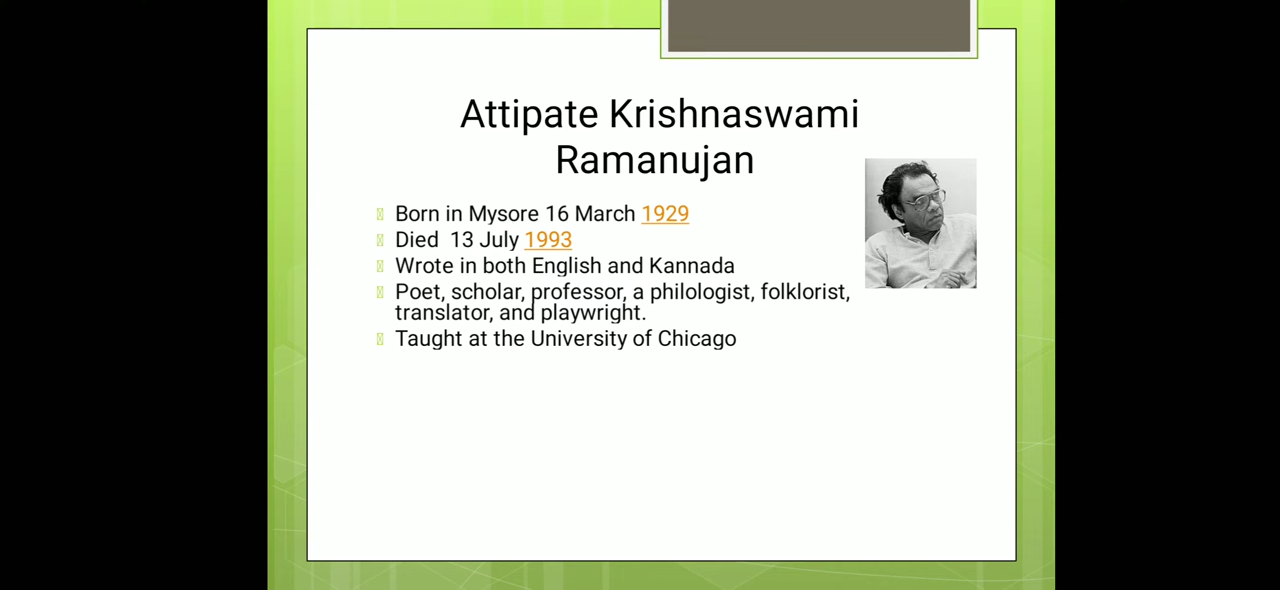 Attipate Krishnaswami
Ramanujan
Born in Mysore 16 March 1929
Died  13 July 1993
Wrote in both English and Kannada
Poet, scholar, professor, a philologist, folklorist,
translator, and playwright.
Taught at the University of Chicago